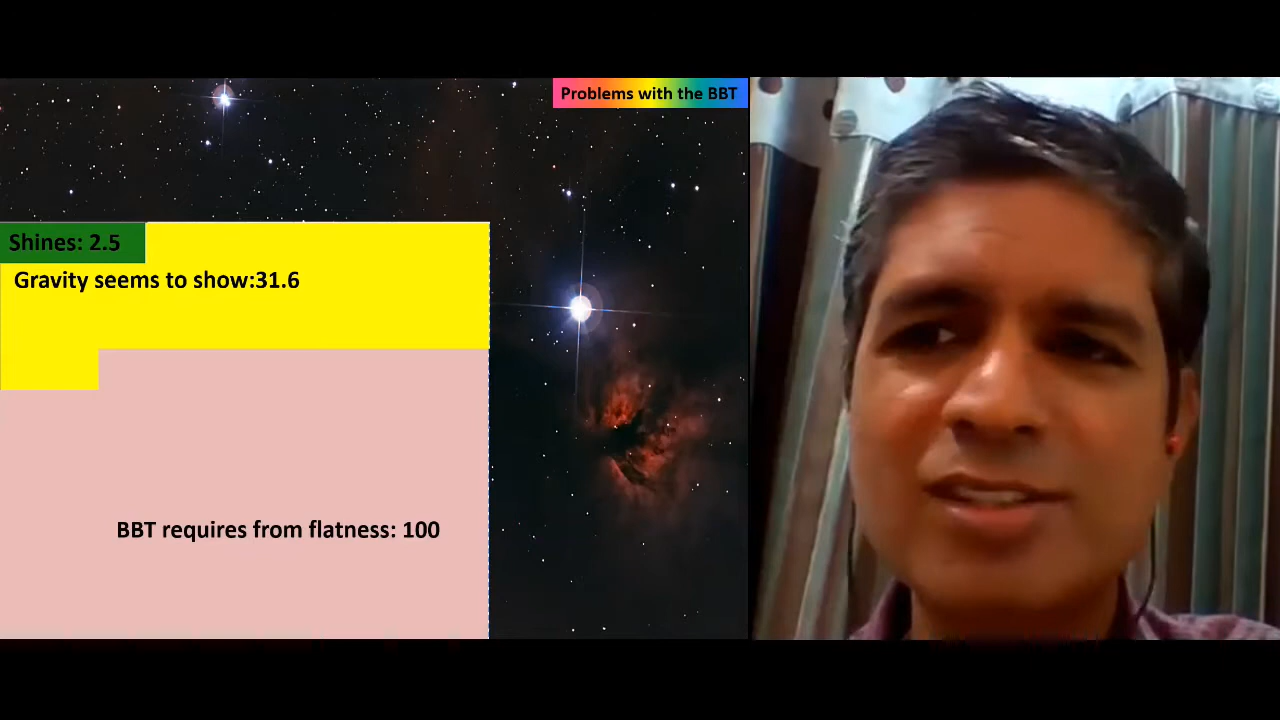 Problems with the BBT
Shines: 2.5
Gravity seems to show:31.6
BBT requires from flatness: 100